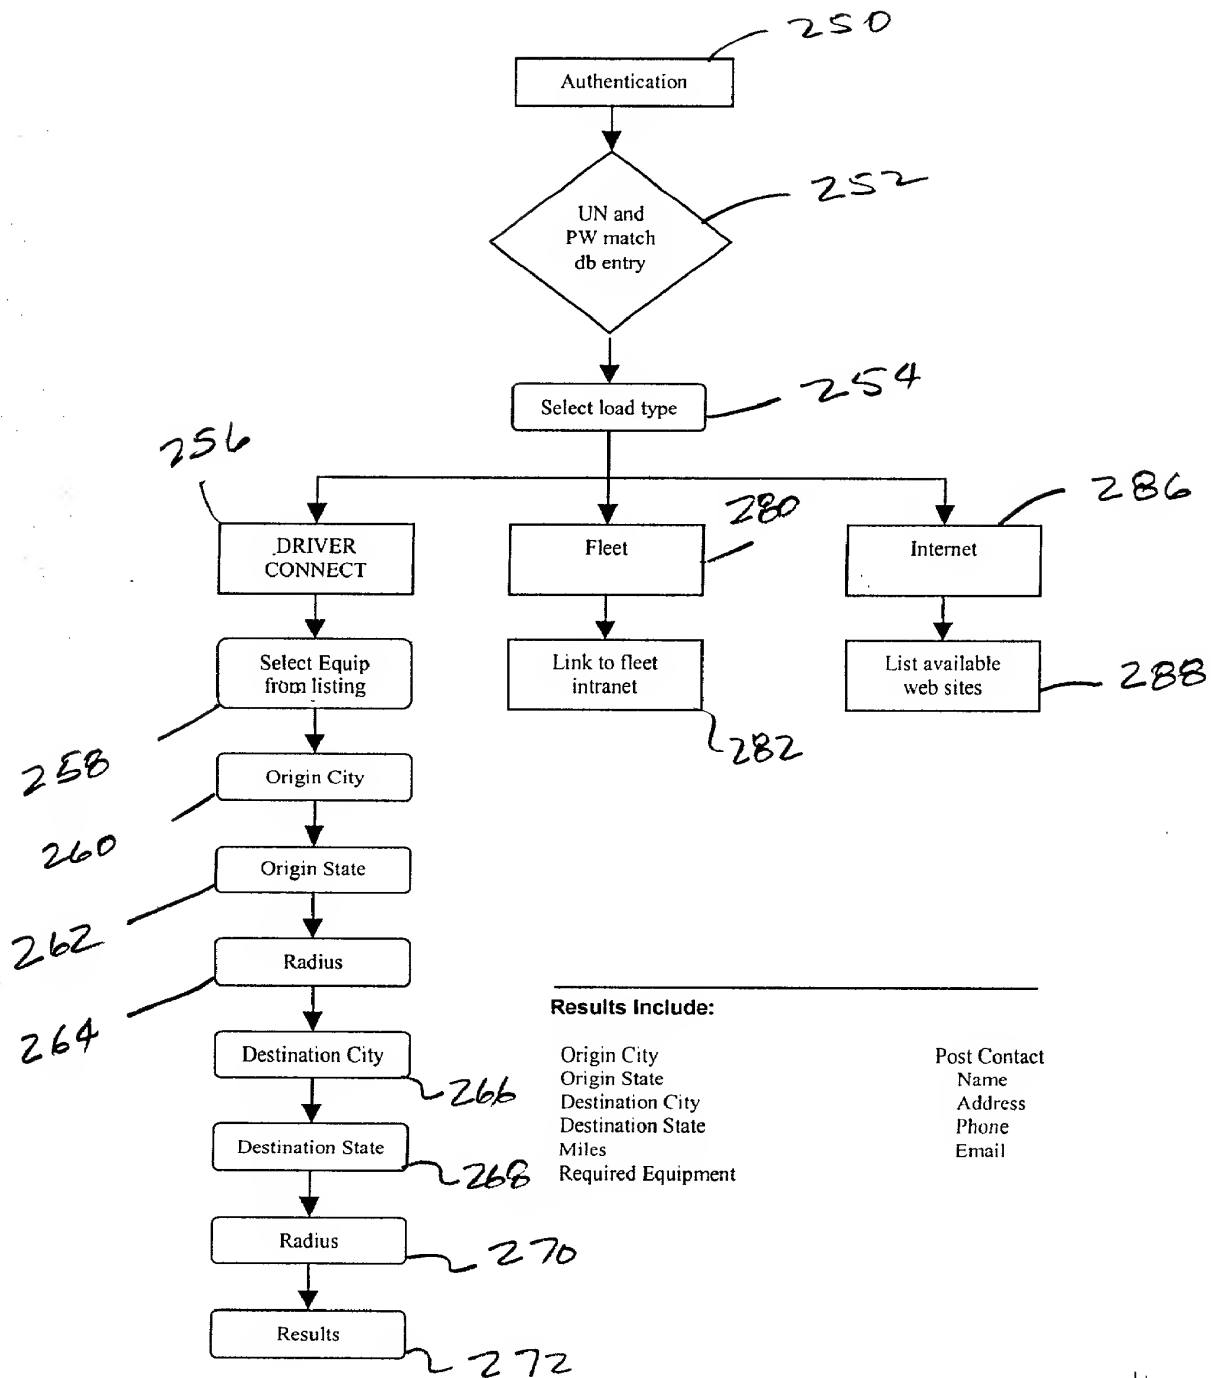 250
Authentication
252
UN and
PW match
db entry
254
Select load type
256
280
286
DRIVER
CONNECT
Fleet
Internet
Select Equip
from listing
Link to fleet
intranet
List available
web sites
288
258
282
Origin City
260
Origin State
262
Radius
264
Destination City
266
Destination State
268
Radius
270
Results
272
Results Include:
Origin City
Origin State
Destination City
Destination State
Miles
Required Equipment
Post Contact
Name
Address
Phone
Email